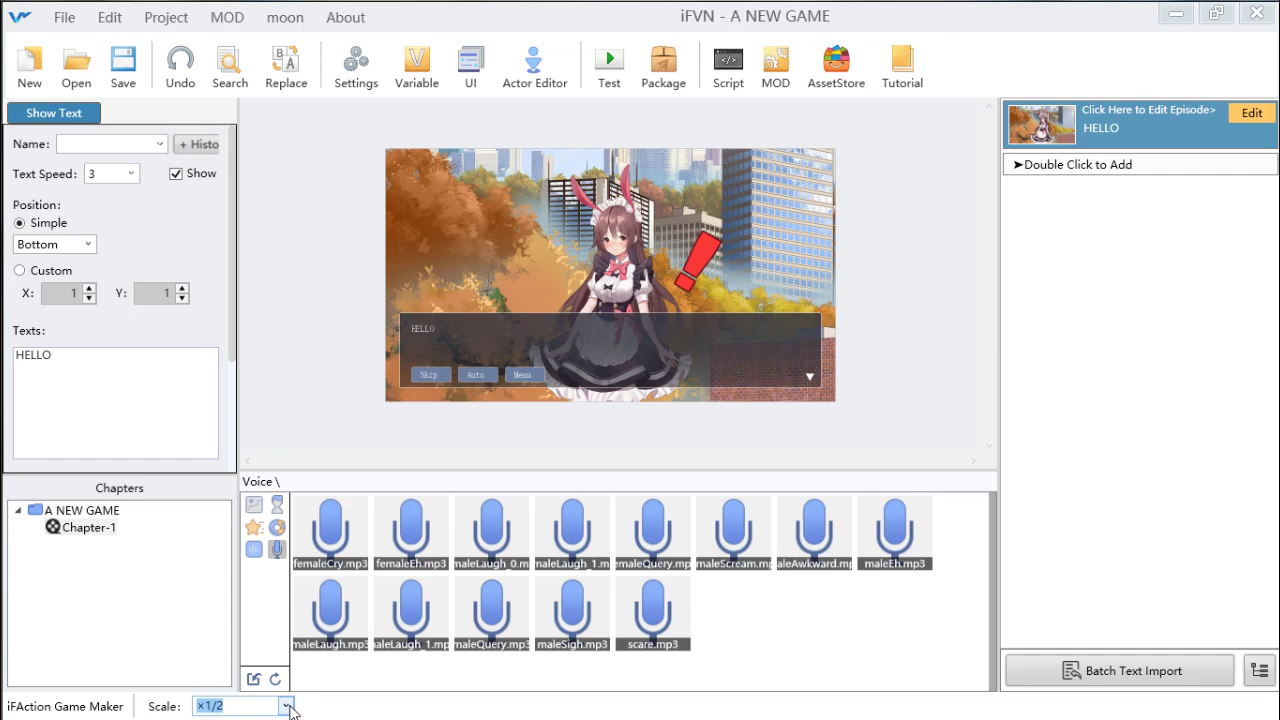 File Edit Project MOD moon About
iFVN - A NEW GAME
New Open Save Undo Search Replace Settings Variable UI Actor Editor Test Package Script MOD AssetStore Tutorial
Show Text
Name:
+ Histo
Text Speed: 3
Show
Position:
Simple
Bottom
Custom
X: 1 Y: 1
Texts:
HELLO
HELLO
Skip Auto Menu
Click Here to Edit Episode>
Edit
HELLO
➤Double Click to Add
Chapters
A NEW GAME
Chapter-1
Voice \
femaleCry.mp3 femaleEh.mp3 maleLaugh_0.m maleLaugh_1.m emaleQuery.mp maleScream.mp aleAwkward.mp maleEh.mp3
maleLaugh.mp3 aleLaugh_1.mp maleQuery.mp3 maleSigh.mp3 scare.mp3
Batch Text Import
iFAction Game Maker Scale: ×1/2